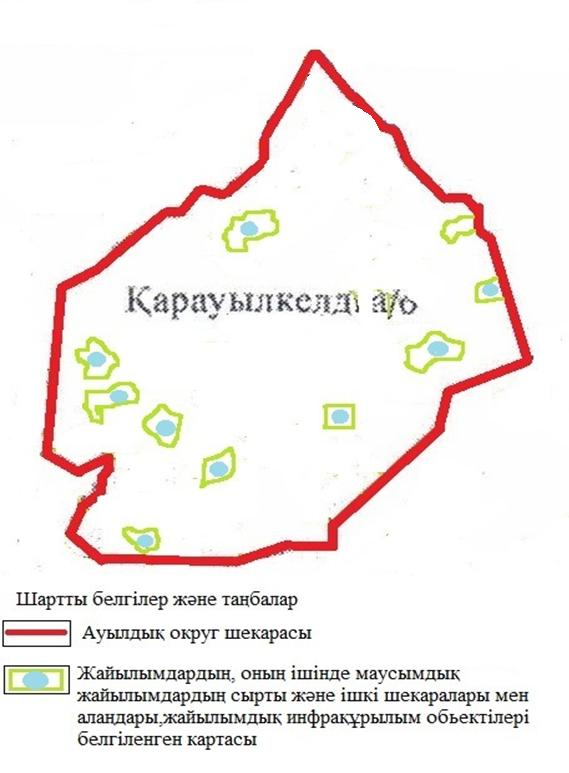 Қарауылкелді а/о
Шартты белгілер және таңбалар
Ауылдық округ шекарасы
Жайылымдардың, оның ішінде маусымдық
жайылымдардың сырты және ішкі шекаралары мен
алаңдары,жайылымдық инфрақұрылым обьектілері
белгіленген картасы